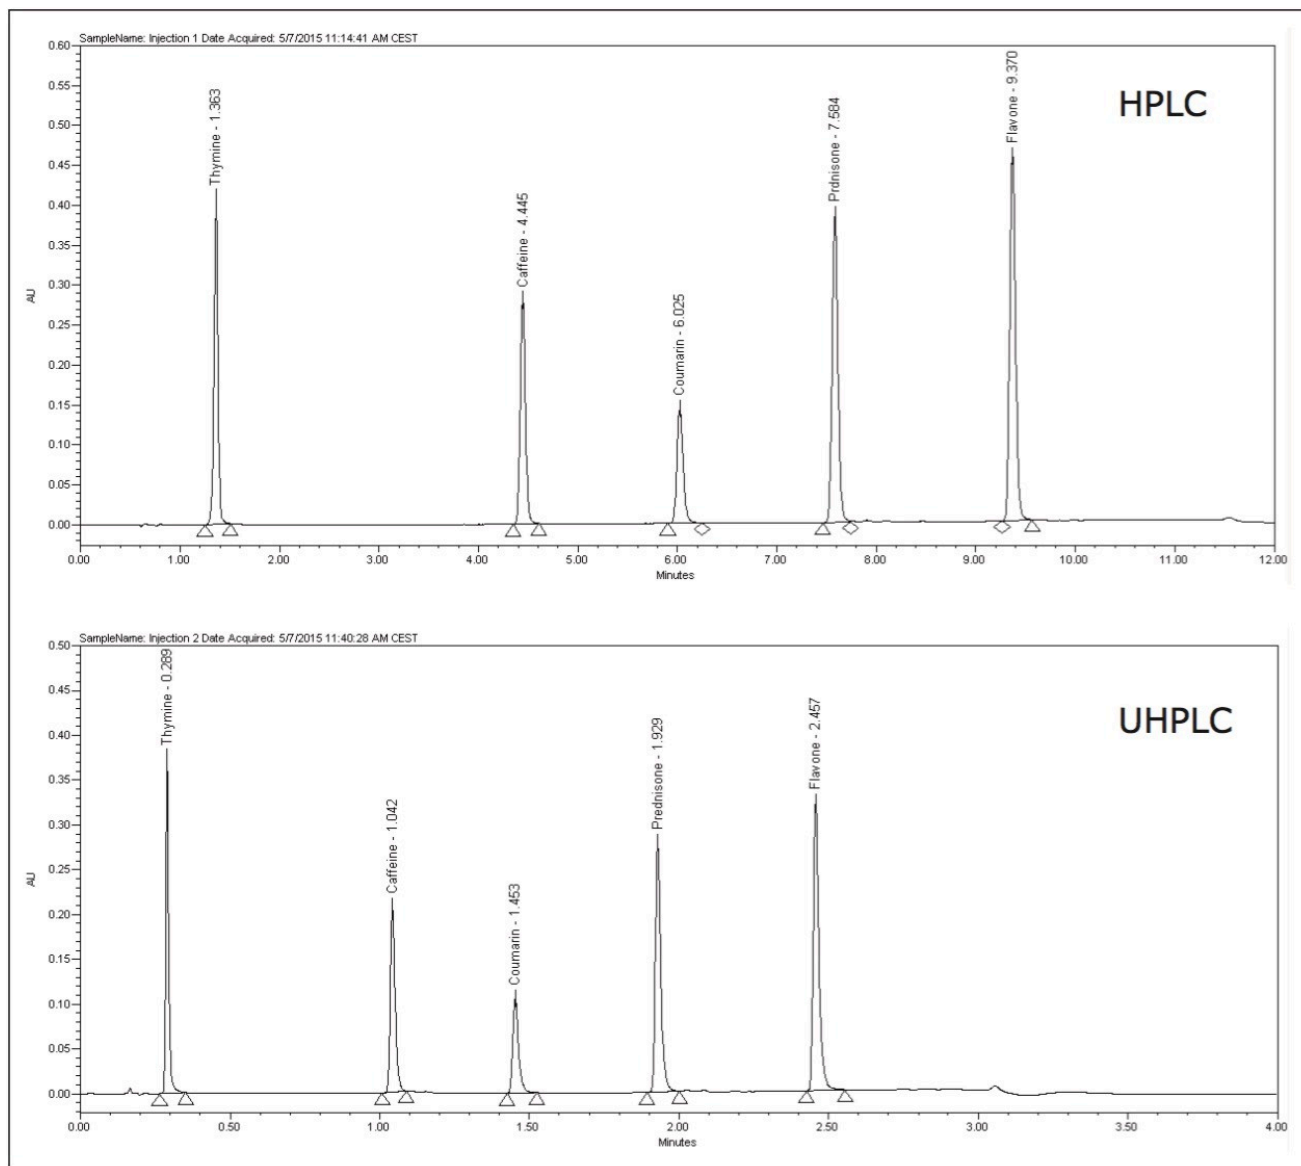 SampleName: Injection 1 Date Acquired: 5/7/2015 11:14:41 AM CEST
HPLC
AU
0.60
0.55
0.50
0.45
0.40
0.35
0.30
0.25
0.20
0.15
0.10
0.05
0.00
Thymine - 1.363
Caffeine - 4.445
Coumarin - 6.025
Prdnisone - 7.584
Flavone - 9.370
0.00 1.00 2.00 3.00 4.00 5.00 6.00 7.00 8.00 9.00 10.00 11.00 12.00
Minutes
SampleName: Injection 2 Date Acquired: 5/7/2015 11:40:28 AM CEST
UHPLC
AU
0.50
0.45
0.40
0.35
0.30
0.25
0.20
0.15
0.10
0.05
0.00
Thymine - 0.289
Caffeine - 1.042
Coumarin - 1.453
Prednisone - 1.929
Flavone - 2.457
0.00 0.50 1.00 1.50 2.00 2.50 3.00 3.50 4.00
Minutes